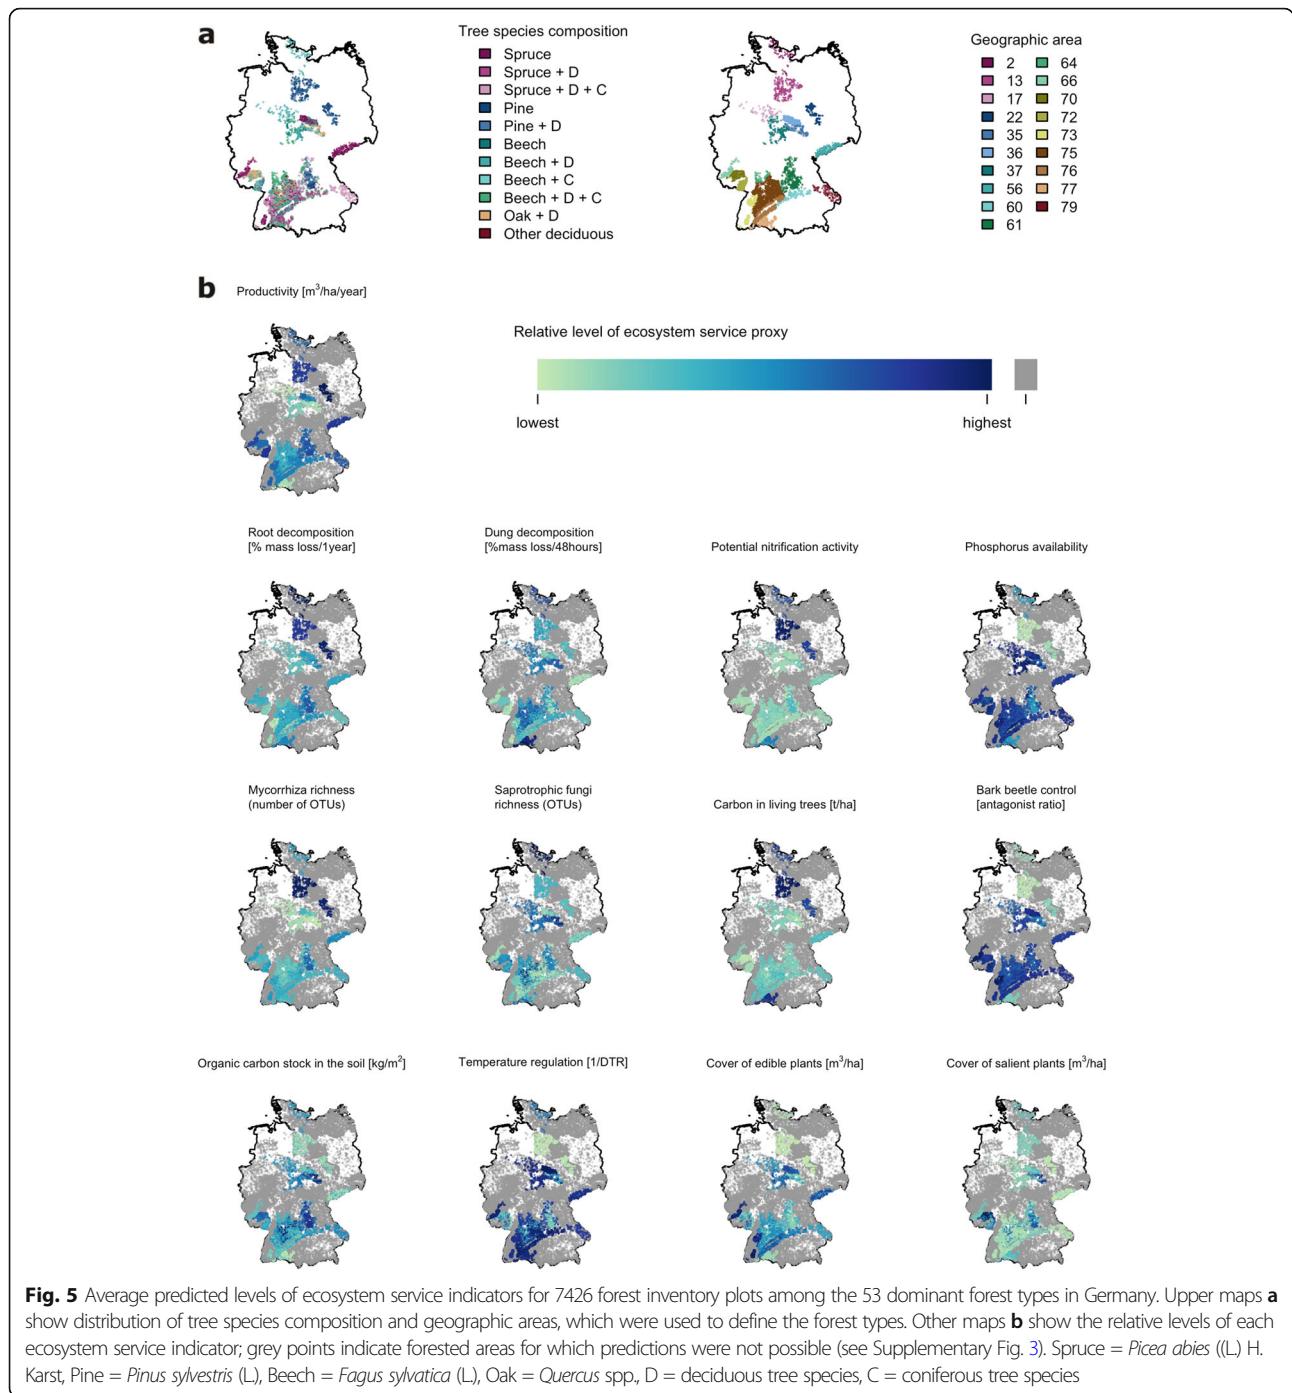 a
Tree species composition
Spruce
Spruce + D
Spruce + D + C
Pine
Pine + D
Beech
Beech + D
Beech + C
Beech + D + C
Oak + D
Other deciduous
Geographic area
2
13
17
22
35
36
37
56
60
61
64
66
70
72
73
75
76
77
79
b
Productivity [m³/ha/year]
Relative level of ecosystem service proxy
lowest
highest
Root decomposition
[% mass loss/1year]
Dung decomposition
[%mass loss/48hours]
Potential nitrification activity
Phosphorus availability
Mycorrhiza richness
(number of OTUs)
Saprotrophic fungi
richness (OTUs)
Carbon in living trees [t/ha]
Bark beetle control
[antagonist ratio]
Organic carbon stock in the soil [kg/m²]
Temperature regulation [1/DTR]
Cover of edible plants [m³/ha]
Cover of salient plants [m³/ha]
Fig. 5 Average predicted levels of ecosystem service indicators for 7426 forest inventory plots among the 53 dominant forest types in Germany. Upper maps a
show distribution of tree species composition and geographic areas, which were used to define the forest types. Other maps b show the relative levels of each
ecosystem service indicator; grey points indicate forested areas for which predictions were not possible (see Supplementary Fig. 3). Spruce = Picea abies ((L.) H.
Karst, Pine = Pinus sylvestris (L.), Beech = Fagus sylvatica (L.), Oak = Quercus spp., D = deciduous tree species, C = coniferous tree species